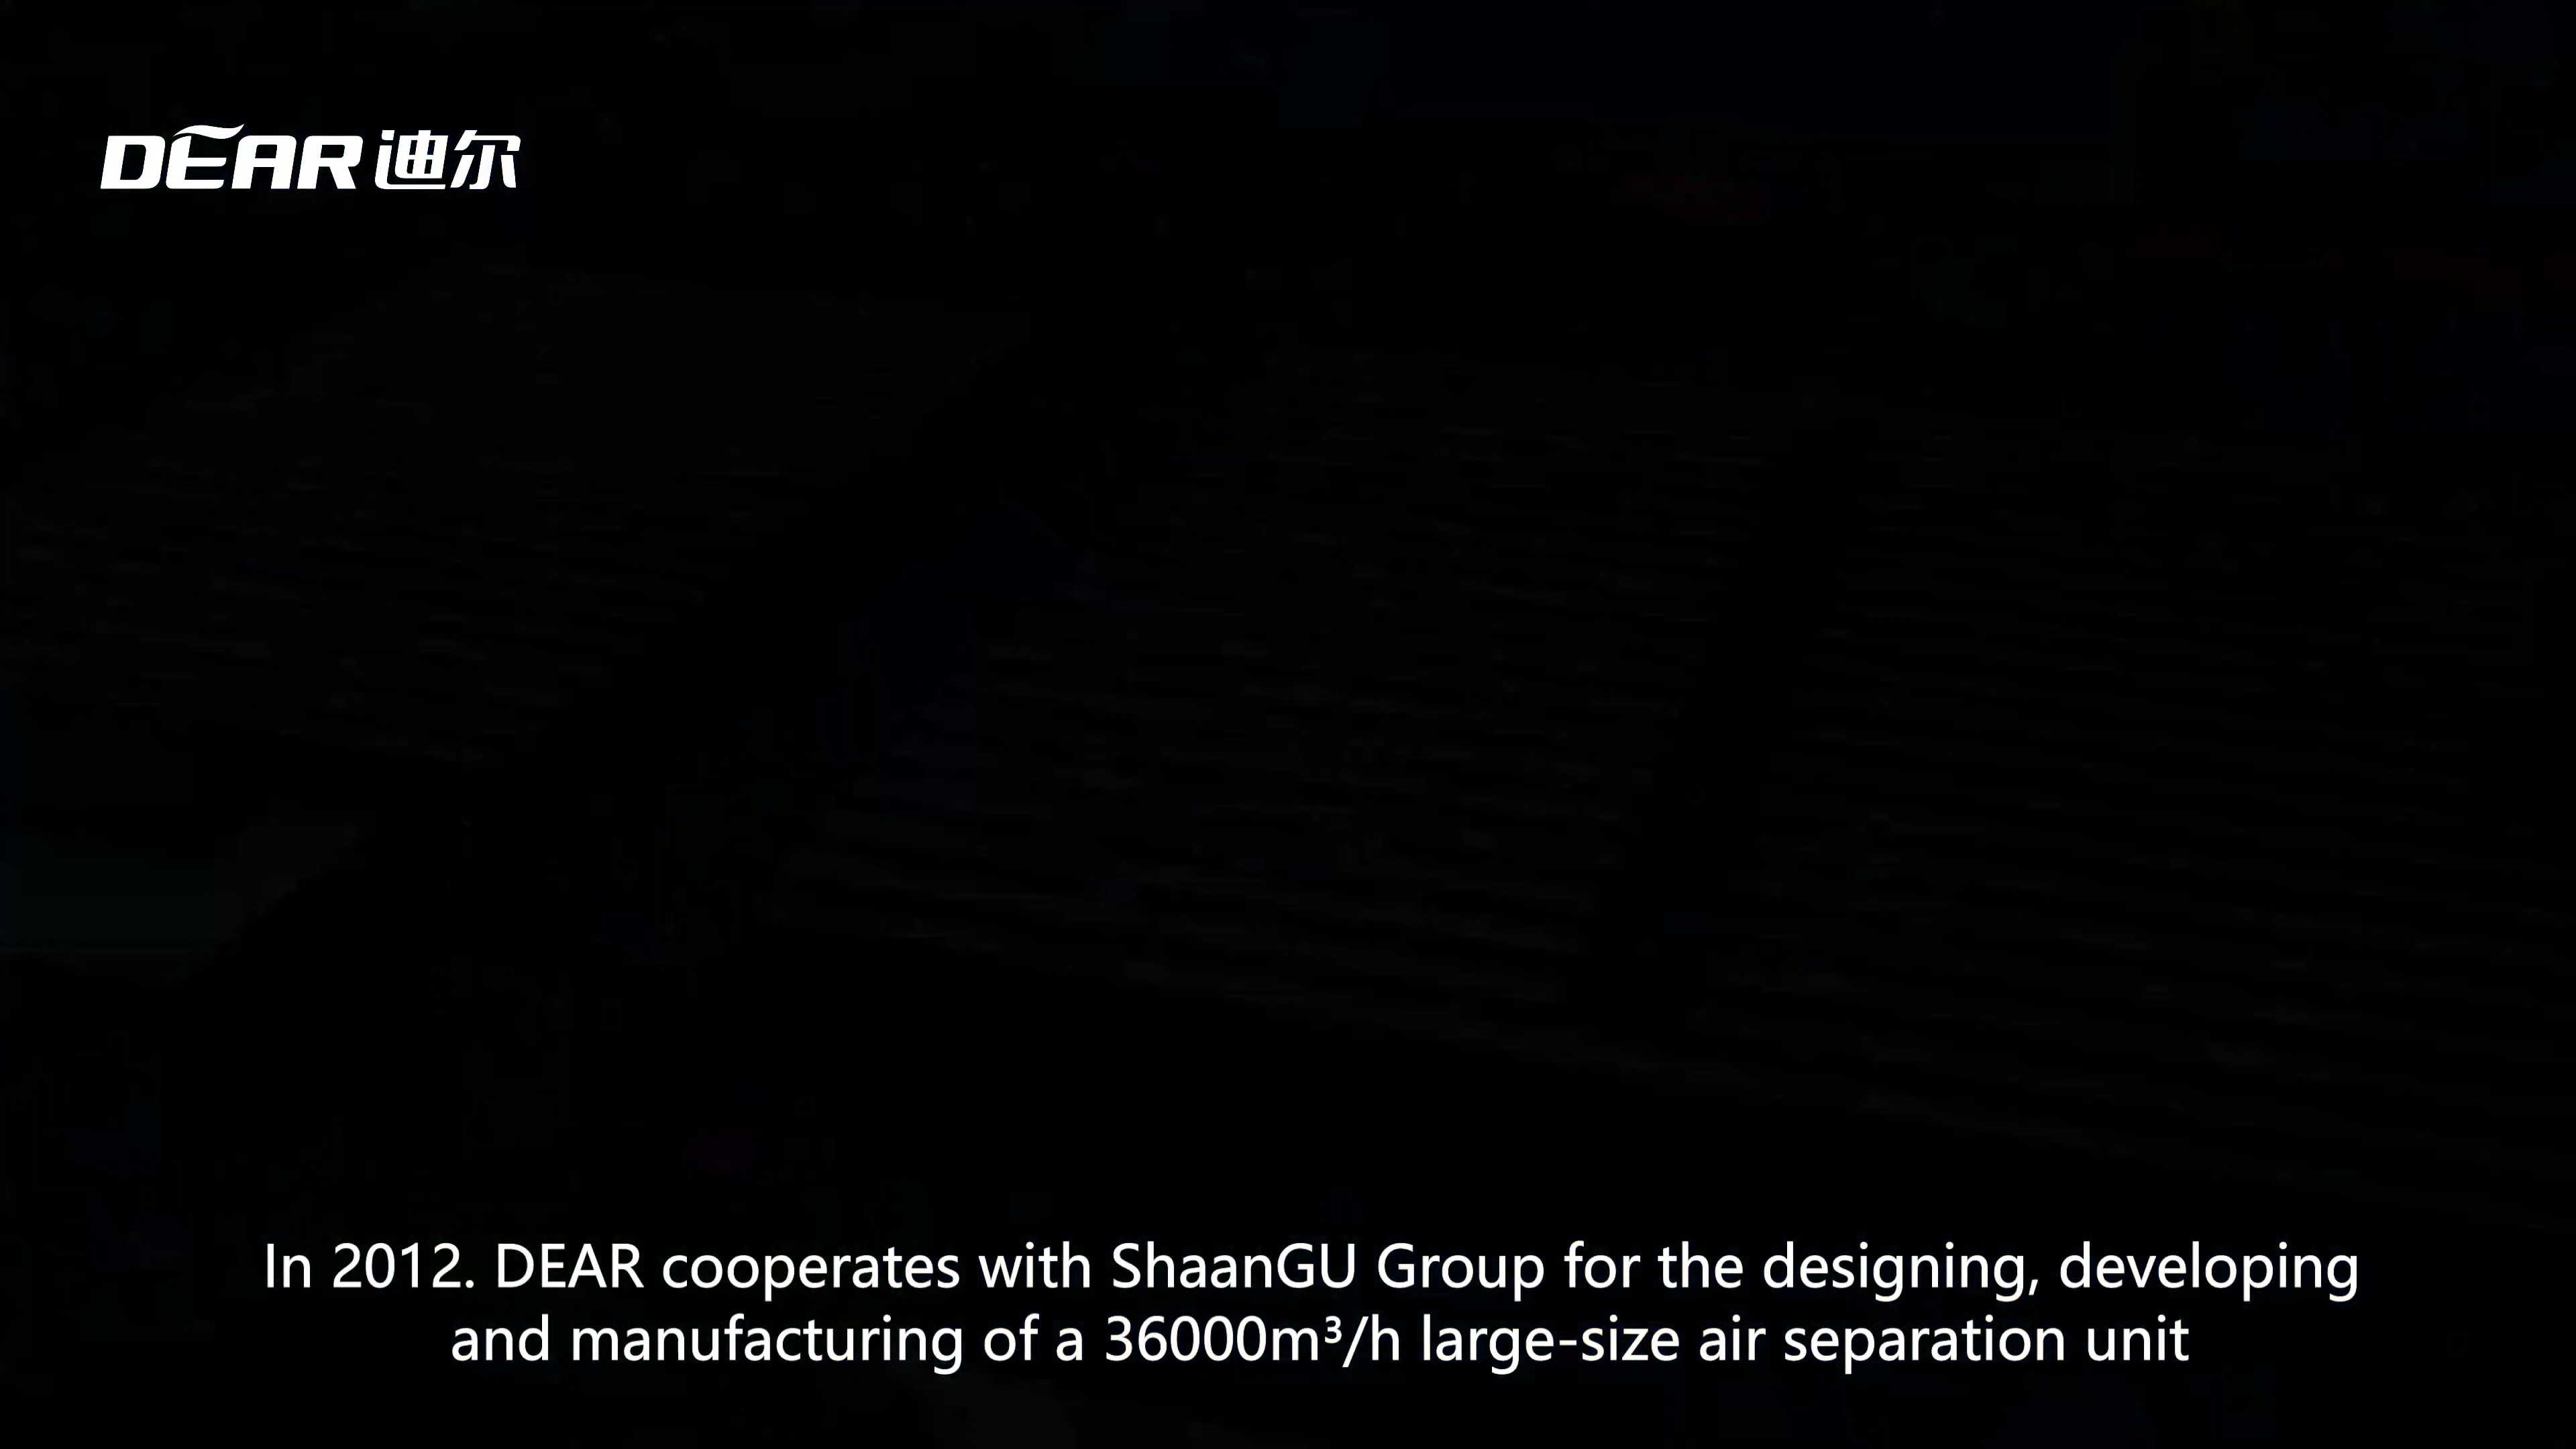 DEAR迪尔
In 2012. DEAR cooperates with ShaanGU Group for the designing, developing
and manufacturing of a 36000m³/h large-size air separation unit